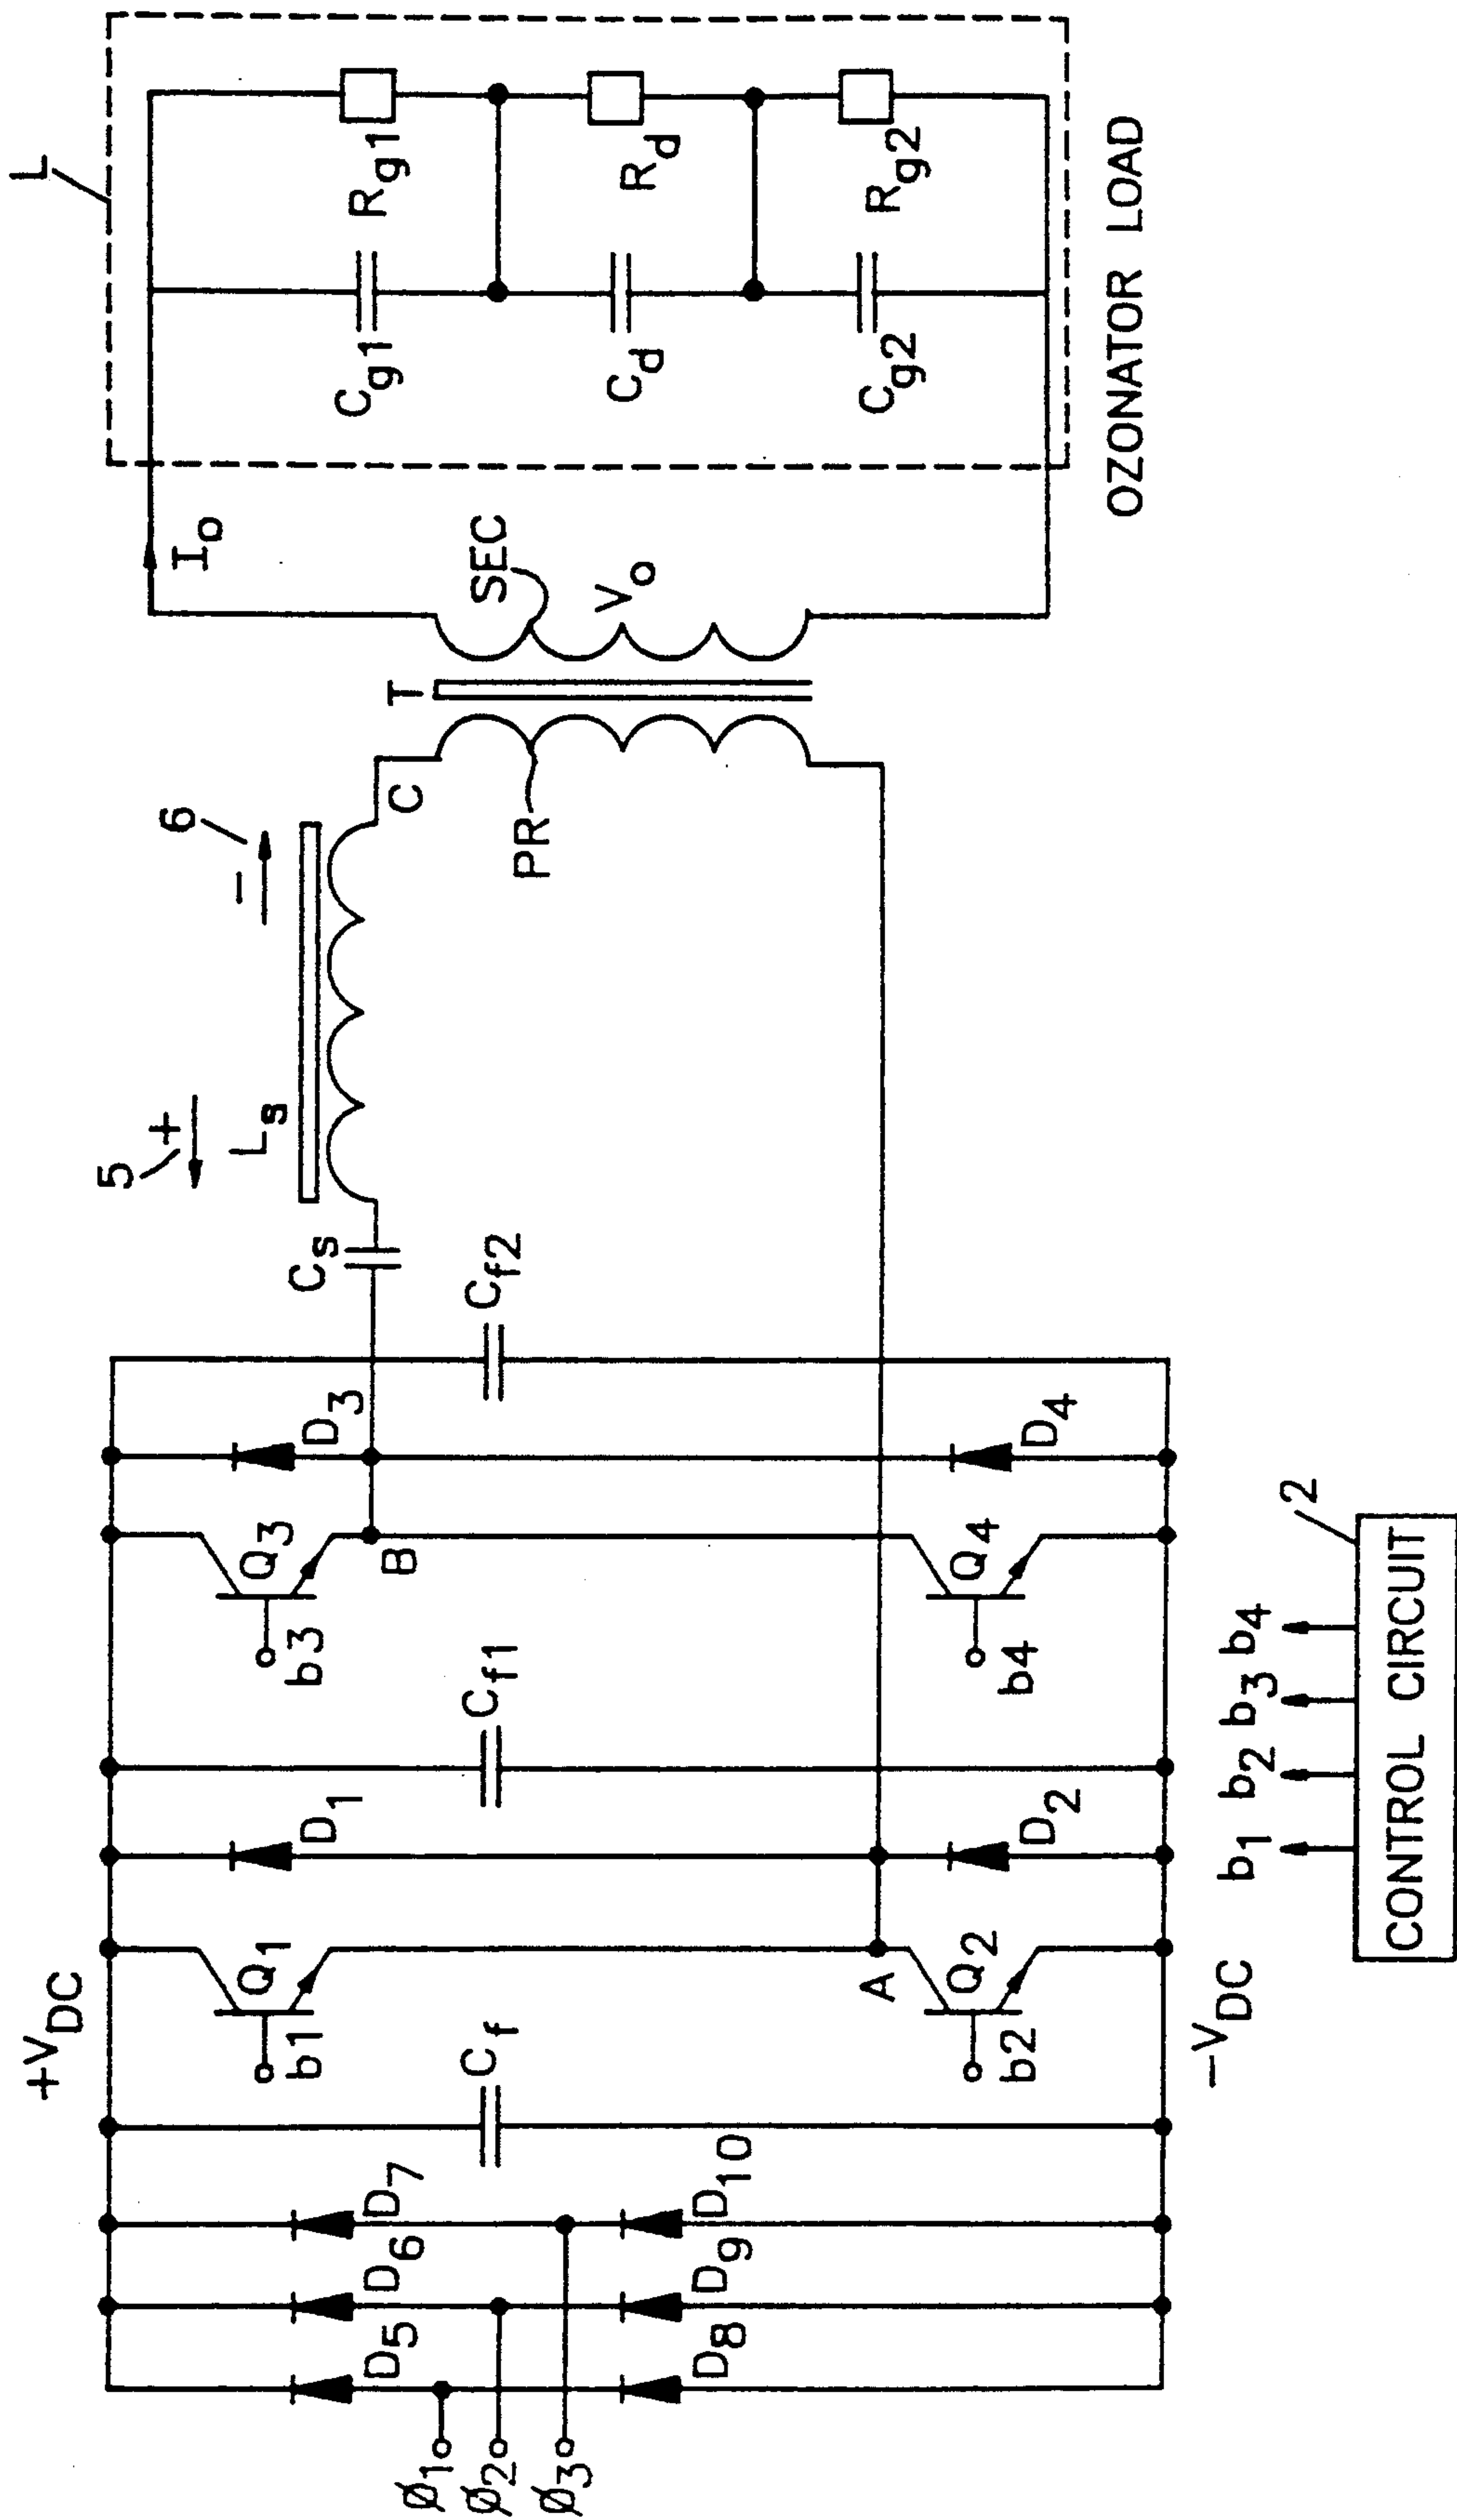 +V_DC
Ø1
Ø2
Ø3
D5
D6
D7
D8
D9
D10
Cf
Q1
b1
A
Q2
b2
D1
D2
Cf1
Q3
b3
B
Q4
b4
D3
D4
Cf2
-V_DC
b1 b2 b3 b4
CONTROL CIRCUIT
2
Cs
Ls
5
+
-
6
C
PR
T
SEC
Vo
Io
L
Cg1
Rg1
Cd
Rd
Cg2
Rg2
OZONATOR LOAD